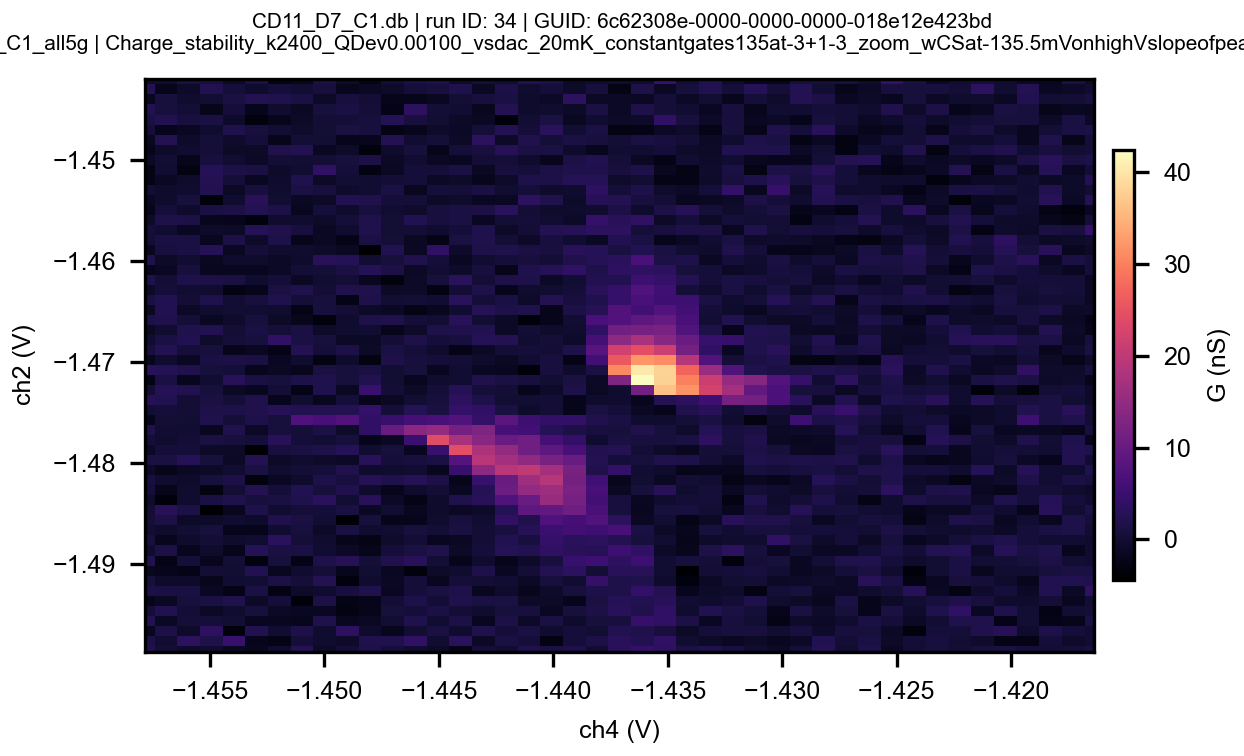 CD11_D7_C1.db | run ID: 34 | GUID: 6c62308e-0000-0000-0000-018e12e423bd
_C1_all5g | Charge_stability_k2400_QDev0.00100_vsdac_20mK_constantgates135at-3+1-3_zoom_wCSat-135.5mVonhighVslopeofpea
−1.45
−1.46
−1.47
−1.48
−1.49
ch2 (V)
−1.455 −1.450 −1.445 −1.440 −1.435 −1.430 −1.425 −1.420
ch4 (V)
40
30
20
10
0
G (nS)